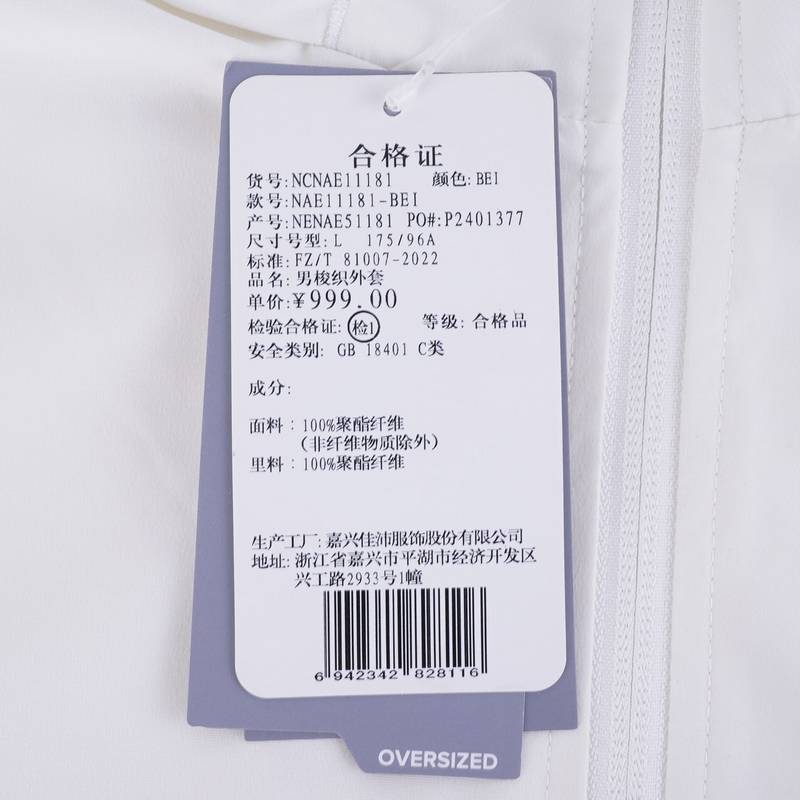 合格证
货号:NCNAE11181 颜色:BEI
款号:NAE11181-BEI
产号:NENAE51181 PO#:P2401377
尺寸号型:L 175/96A
标准:FZ/T 81007-2022
品名:男梭织外套
单价:¥999.00
检验合格证:检1 等级:合格品
安全类别: GB 18401 C类
成分:
面料:100%聚酯纤维
(非纤维物质除外)
里料:100%聚酯纤维
生产工厂:嘉兴佳沛服饰股份有限公司
地址:浙江省嘉兴市平湖市经济开发区
兴工路2933号1幢
6 942342 828116
OVERSIZED